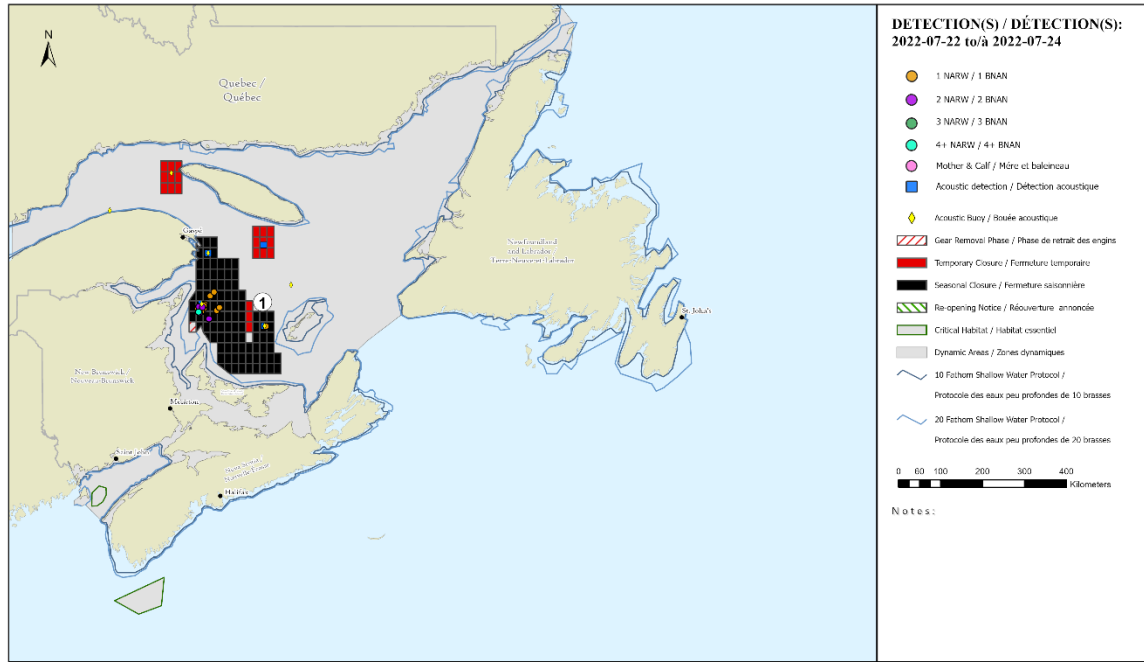 N
Quebec /
Québec
Gaspé
1
Newfoundland
and Labrador
Terre-Neuve-et-Labrador
St. John's
New Brunswick /
Nouveau-Brunswick
Moncton
Saint John
Nova Scotia /
Nouvelle-Écosse
Halifax
DETECTION(S) / DÉTECTION(S):
2022-07-22 to/à 2022-07-24
1 NARW / 1 BNAN
2 NARW / 2 BNAN
3 NARW / 3 BNAN
4+ NARW / 4+ BNAN
Mother & Calf / Mére et baleineau
Acoustic detection / Détection acoustique
Acoustic Buoy / Bouée acoustique
Gear Removal Phase / Phase de retrait des engins
Temporary Closure / Fermeture temporaire
Seasonal Closure / Fermeture saisonnière
Re-opening Notice / Réouverture annoncée
Critical Habitat / Habitat essentiel
Dynamic Areas / Zones dynamiques
10 Fathom Shallow Water Protocol /
Protocole des eaux peu profondes de 10 brasses
20 Fathom Shallow Water Protocol /
Protocole des eaux peu profondes de 20 brasses
0 60 100 200 300 400
Kilometers
Notes: